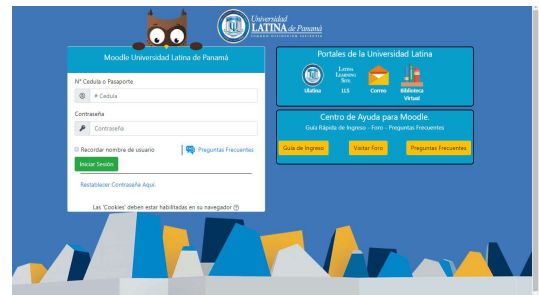 Universidad
LATINA de Panamá
Moodle Universidad Latina de Panamá
N° Cedula o Pasaporte
# Cedula
Contraseña
Contraseña
Recordar nombre de usuario
Preguntas Frecuentes
Iniciar Sesión
Restablecer Contraseña Aquí.
Las 'Cookies' deben estar habilitadas en su navegador
Portales de la Universidad Latina
Latina
Learning
Site
Ulatina
LLS
Correo
Biblioteca
Virtual
Centro de Ayuda para Moodle.
Guía Rápida de Ingreso - Foro - Preguntas Frecuentes
Guía de Ingreso
Visitar Foro
Preguntas Frecuentes